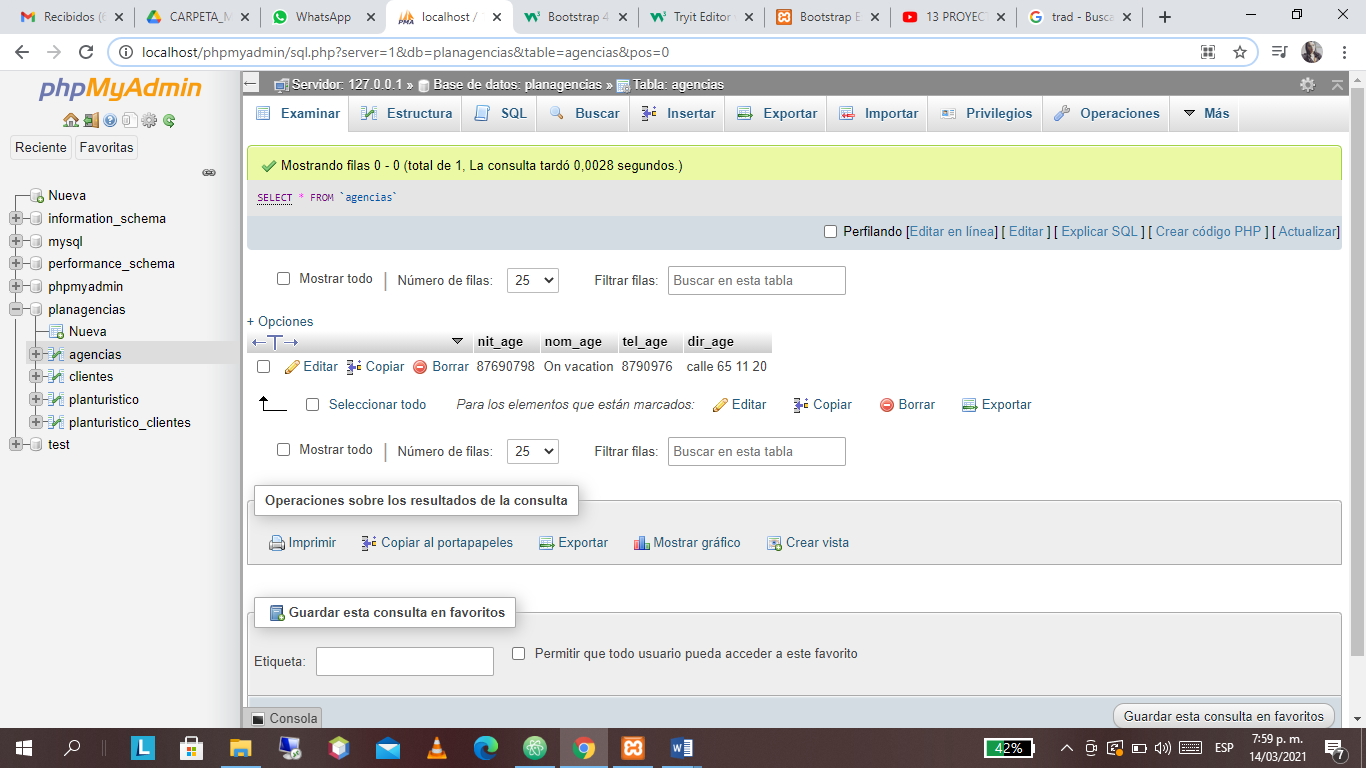 Recibidos (6
CARPETA_M
WhatsApp
localhost /
Bootstrap 4
Tryit Editor
Bootstrap E
13 PROYEC
trad - Busca
localhost/phpmyadmin/sql.php?server=1&db=planagencias&table=agencias&pos=0
phpMyAdmin
Reciente
Favoritas
Nueva
information_schema
mysql
performance_schema
phpmyadmin
planagencias
Nueva
agencias
clientes
planturistico
planturistico_clientes
test
Servidor: 127.0.0.1 » Base de datos: planagencias » Tabla: agencias
Examinar Estructura SQL Buscar Insertar Exportar Importar Privilegios Operaciones Más
Mostrando filas 0 - 0 (total de 1, La consulta tardó 0,0028 segundos.)
SELECT * FROM `agencias`
Perfilando [Editar en línea] [ Editar ] [ Explicar SQL ] [ Crear código PHP ] [ Actualizar]
Mostrar todo | Número de filas: 25 Filtrar filas: Buscar en esta tabla
+ Opciones
←T→ nit_age nom_age tel_age dir_age
Editar Copiar Borrar 87690798 On vacation 8790976 calle 65 11 20
Seleccionar todo Para los elementos que están marcados: Editar Copiar Borrar Exportar
Mostrar todo | Número de filas: 25 Filtrar filas: Buscar en esta tabla
Operaciones sobre los resultados de la consulta
Imprimir Copiar al portapapeles Exportar Mostrar gráfico Crear vista
Guardar esta consulta en favoritos
Etiqueta: Permitir que todo usuario pueda acceder a este favorito
Consola
Guardar esta consulta en favoritos
42% ESP 7:59 p. m.
14/03/2021
7